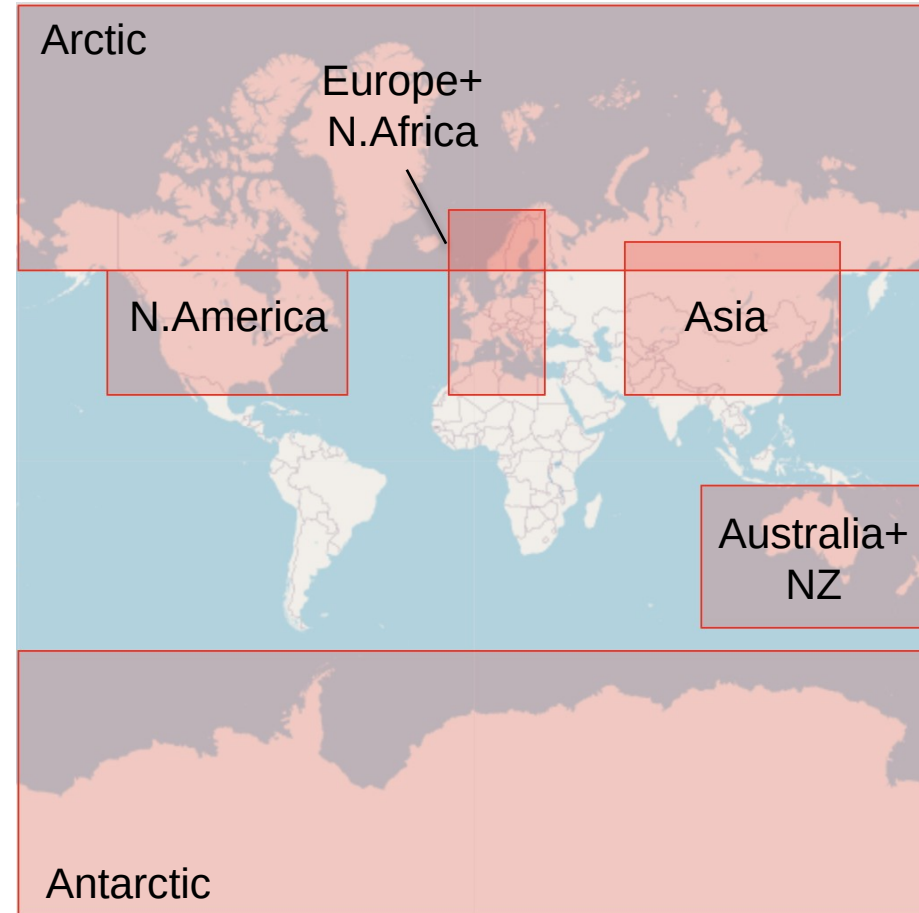 Arctic
Europe+
N.Africa
N.America
Asia
Australia+
NZ
Antarctic